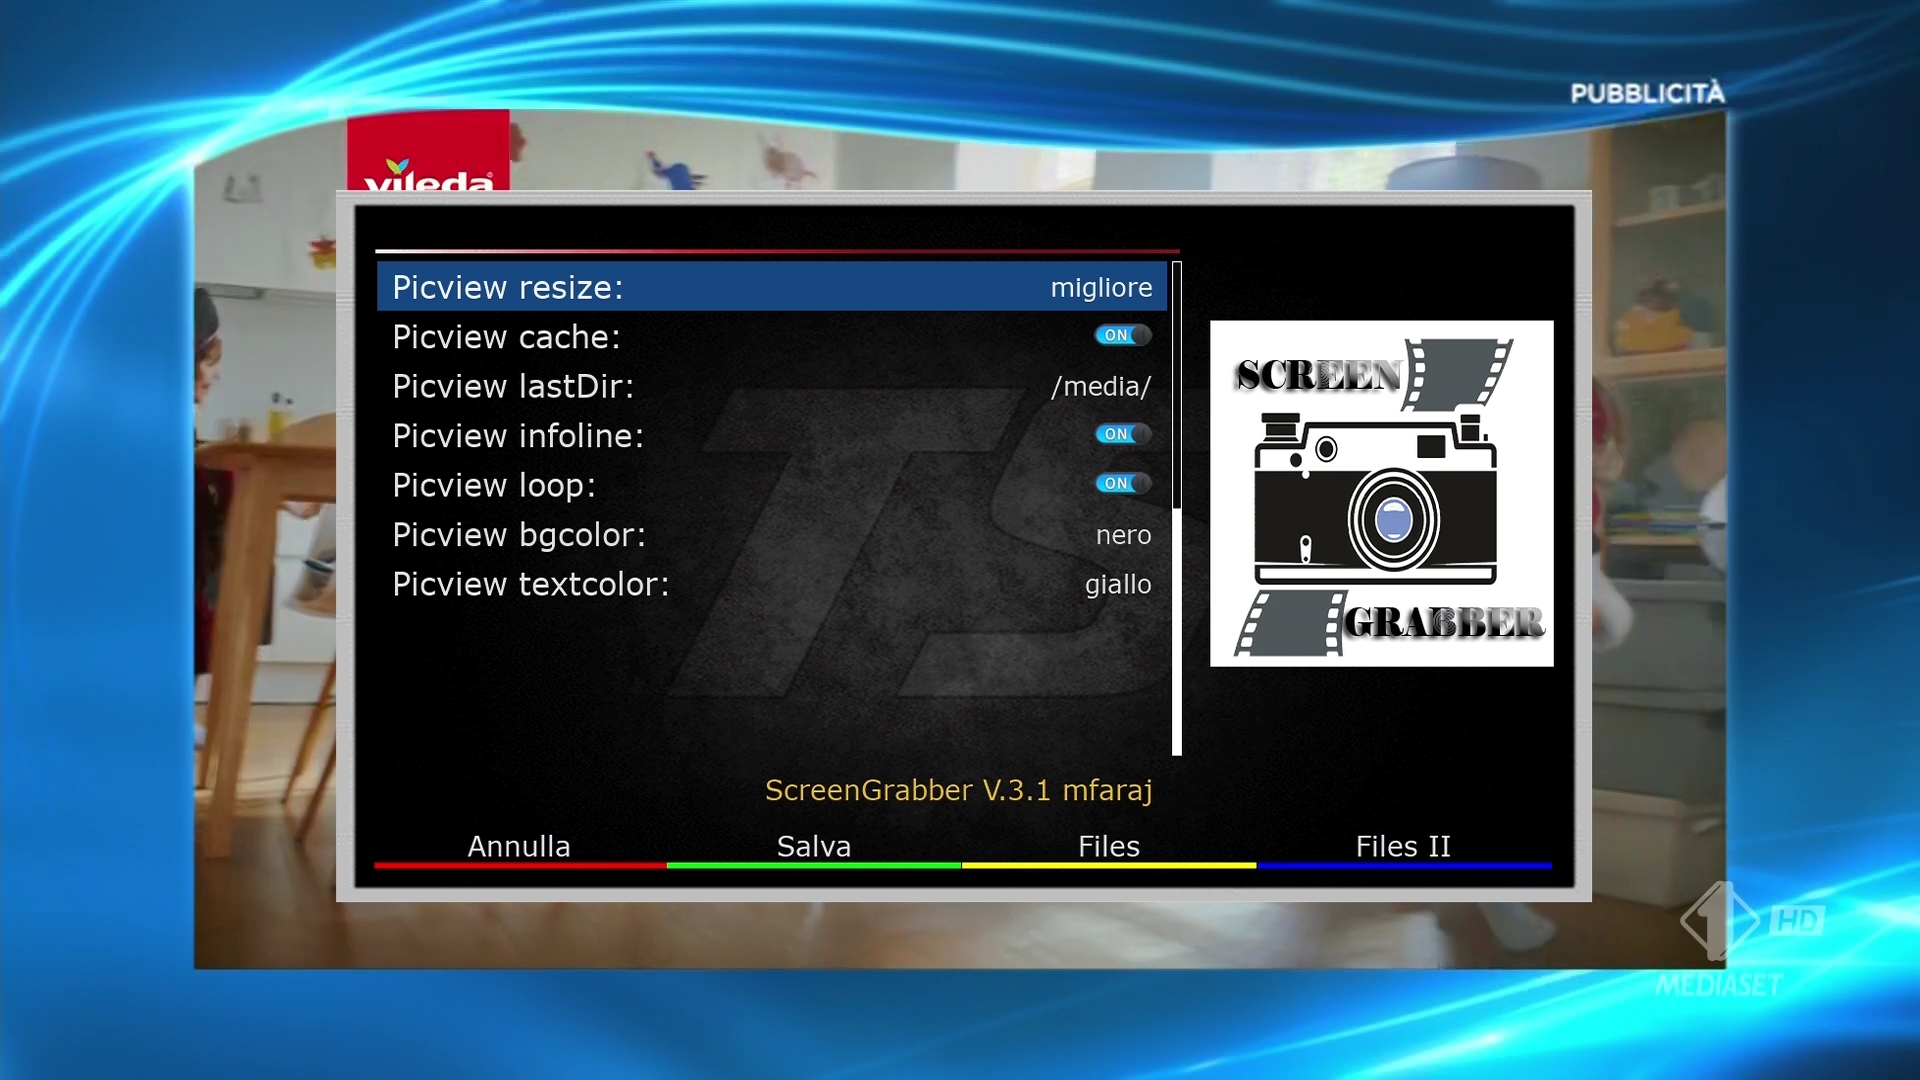 PUBBLICITÀ
vileda
Picview resize: migliore
Picview cache: ON
Picview lastDir: /media/
Picview infoline: ON
Picview loop: ON
Picview bgcolor: nero
Picview textcolor: giallo
TS
SCREEN
GRABBER
ScreenGrabber V.3.1 mfaraj
Annulla Salva Files Files II
1 HD
MEDIASET